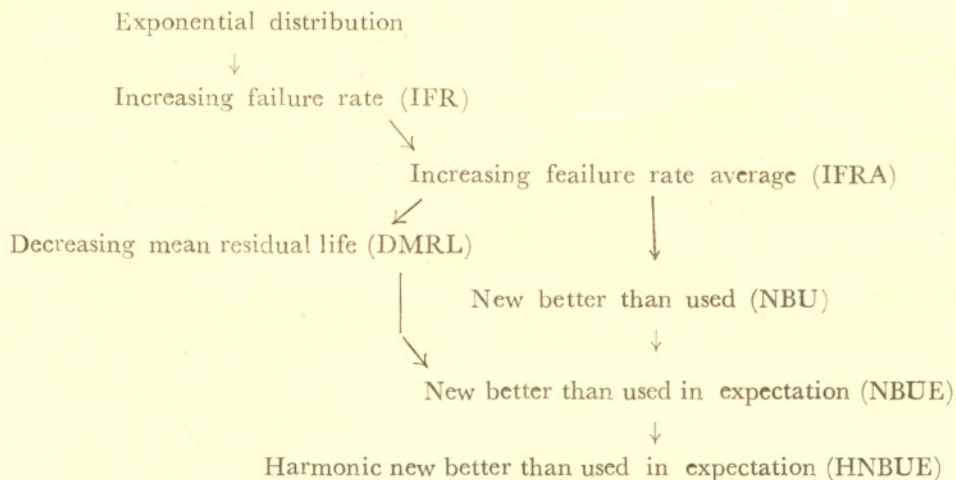 Exponential distribution
↓
Increasing failure rate (IFR)
↘
Increasing feailure rate average (IFRA)
↙ ↓
Decreasing mean residual life (DMRL)
New better than used (NBU)
↘ ↓
New better than used in expectation (NBUE)
↓
Harmonic new better than used in expectation (HNBUE)